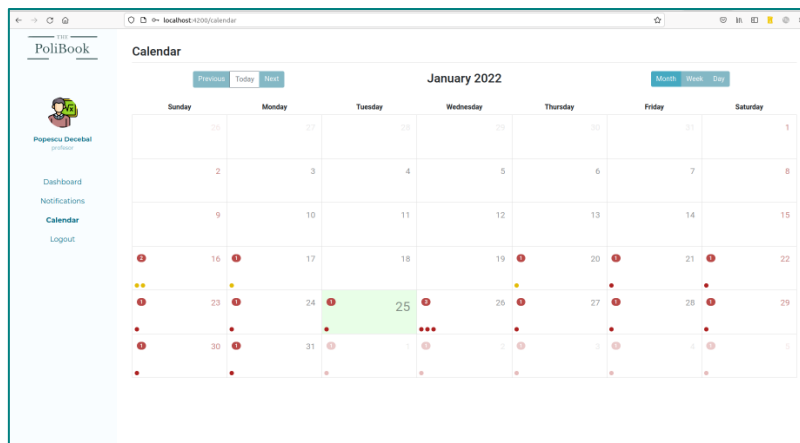 localhost:4200/calendar
THE
PoliBook
Popescu Decebal
profesor
Dashboard
Notifications
Calendar
Logout
Calendar
Previous Today Next
January 2022
Month Week Day
Sunday Monday Tuesday Wednesday Thursday Friday Saturday
26 27 28 29 30 31 1
2 3 4 5 6 7 8
9 10 11 12 13 14 15
2 16 1 17 18 19 1 20 1 21 1 22
1 23 1 24 1 25 3 26 1 27 1 28 1 29
1 30 1 31 1 1 1 2 1 3 1 4 1 5